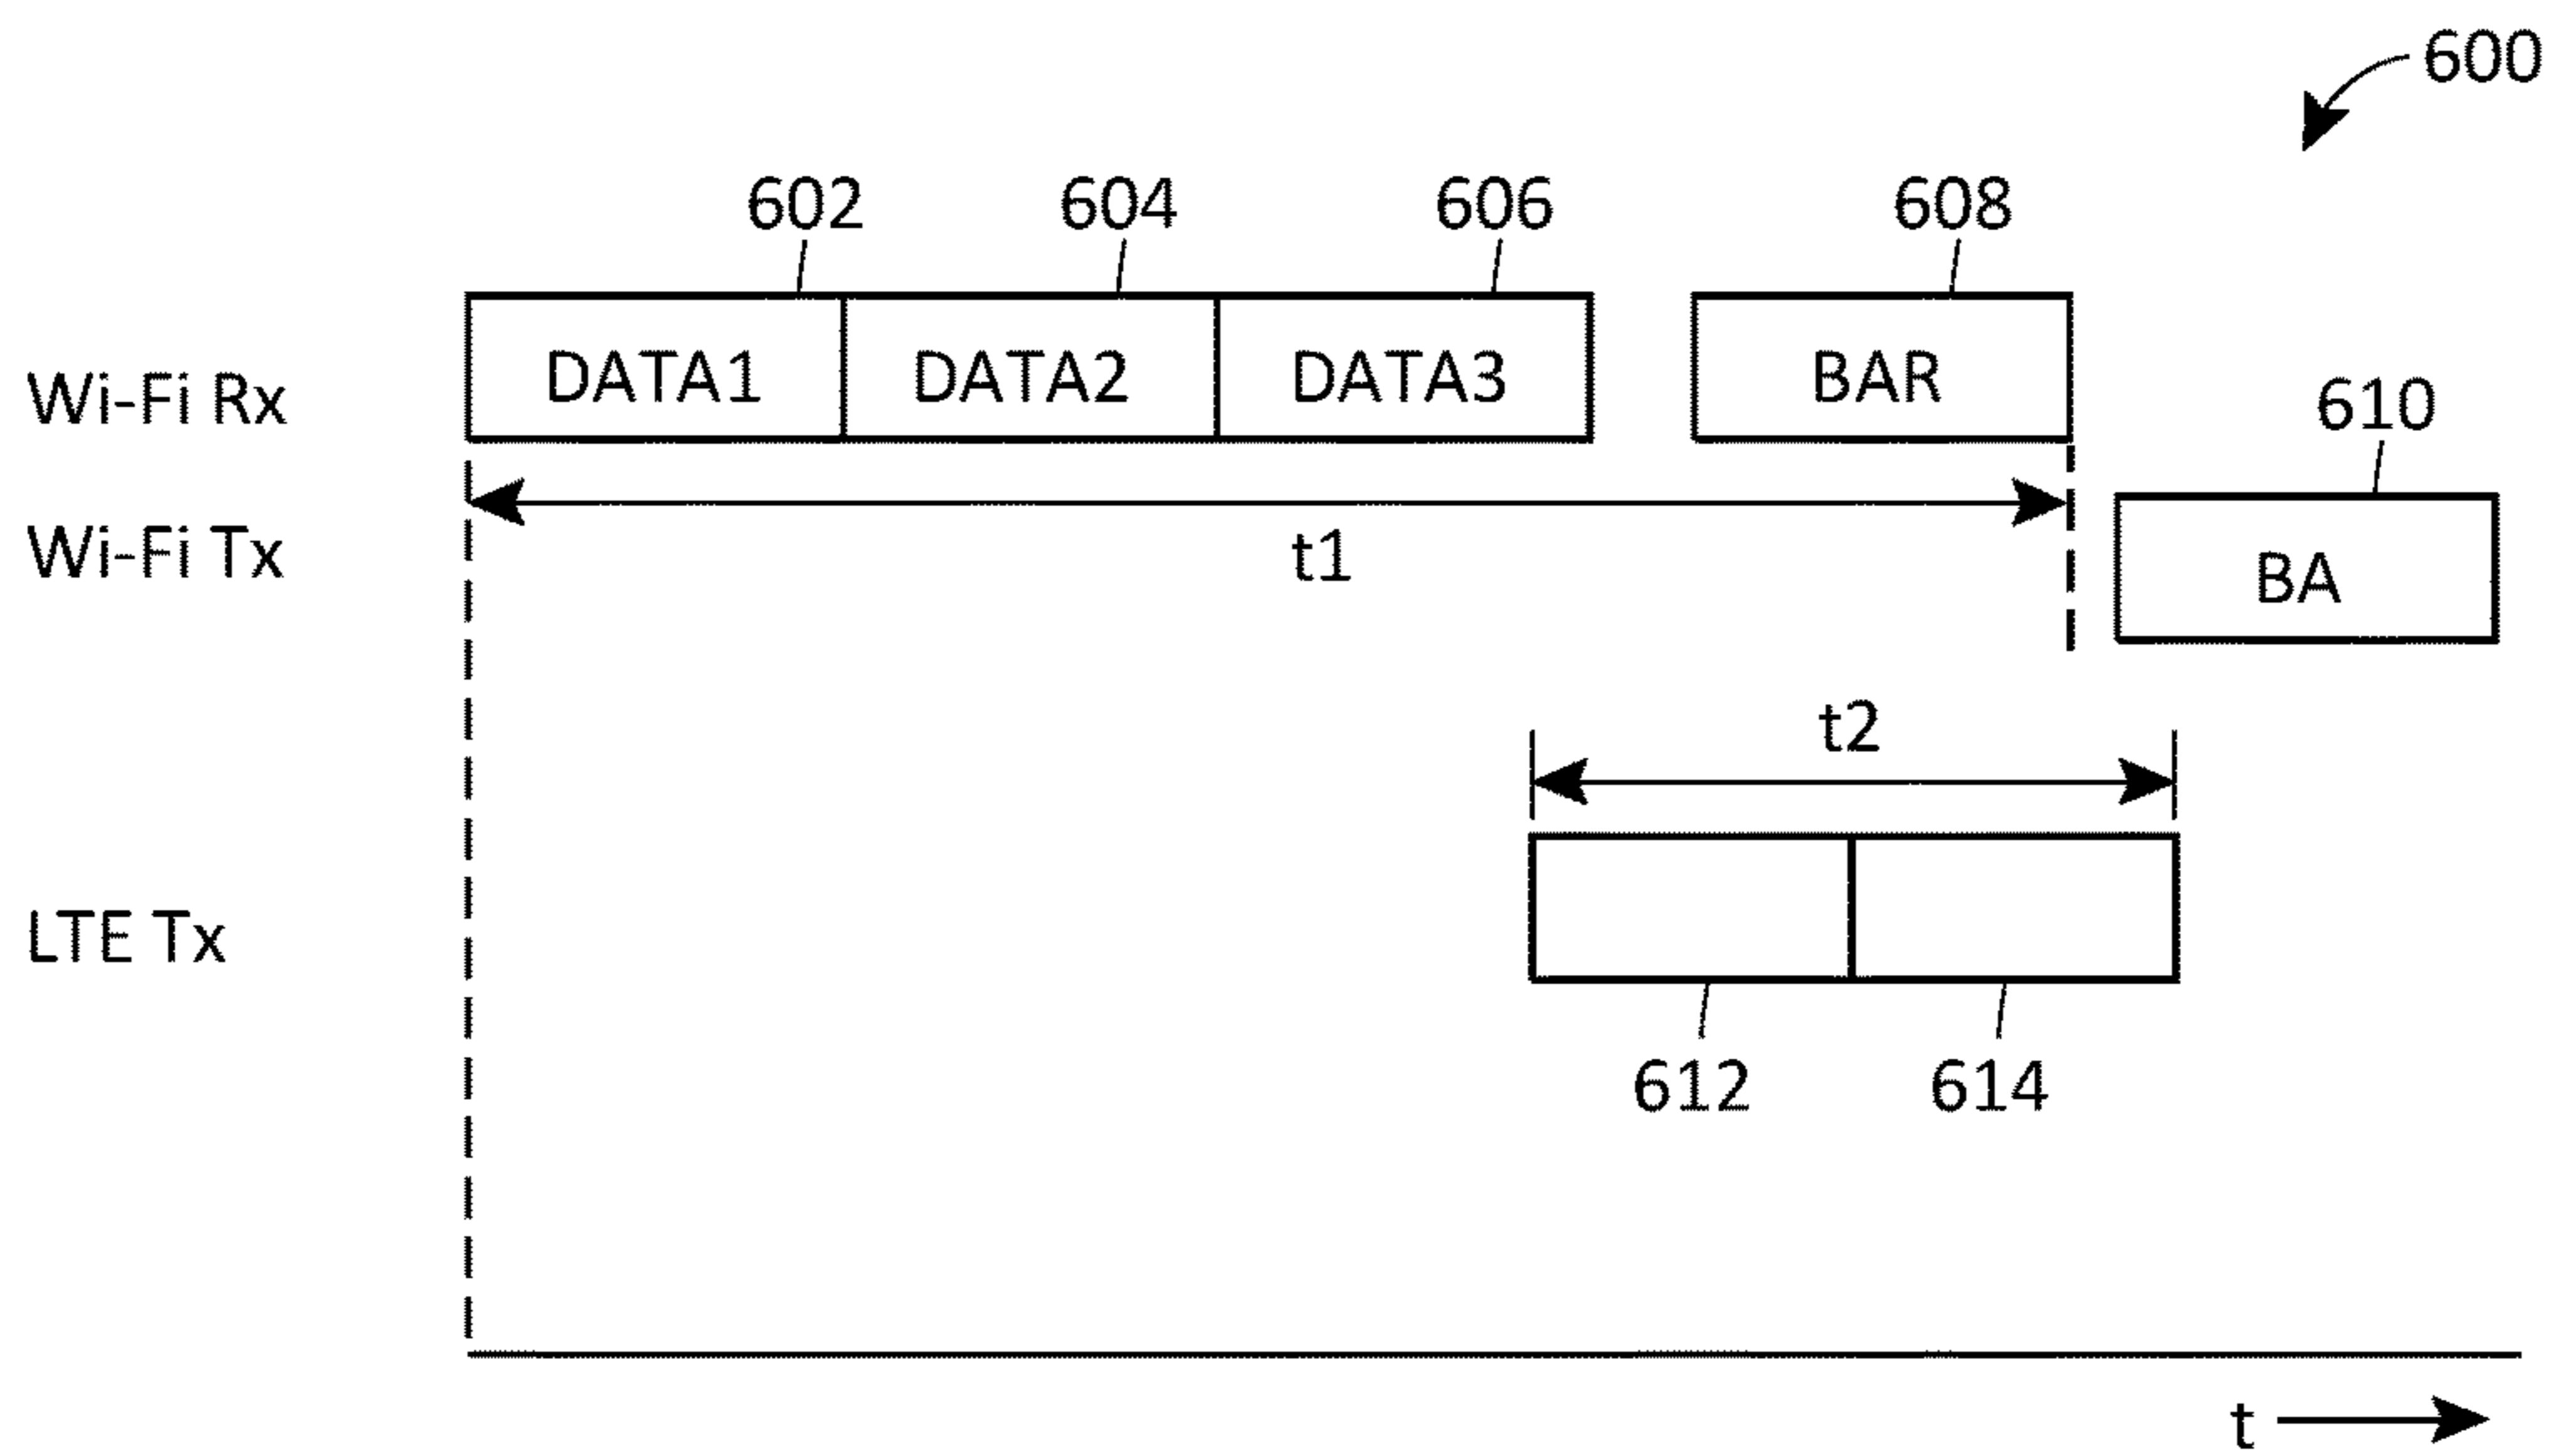 600
602 604 606 608
Wi-Fi Rx DATA1 DATA2 DATA3 BAR
610
Wi-Fi Tx t1 BA
t2
LTE Tx
612 614
t